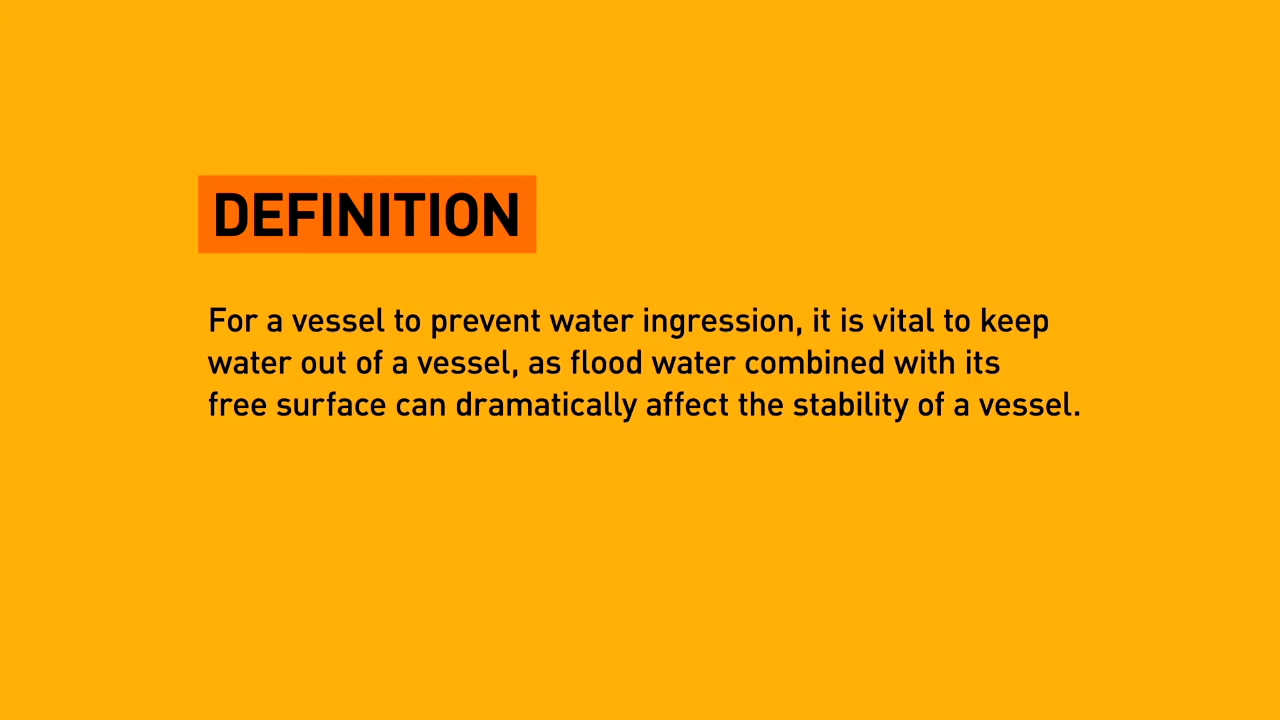 DEFINITION
For a vessel to prevent water ingression, it is vital to keep
water out of a vessel, as flood water combined with its
free surface can dramatically affect the stability of a vessel.